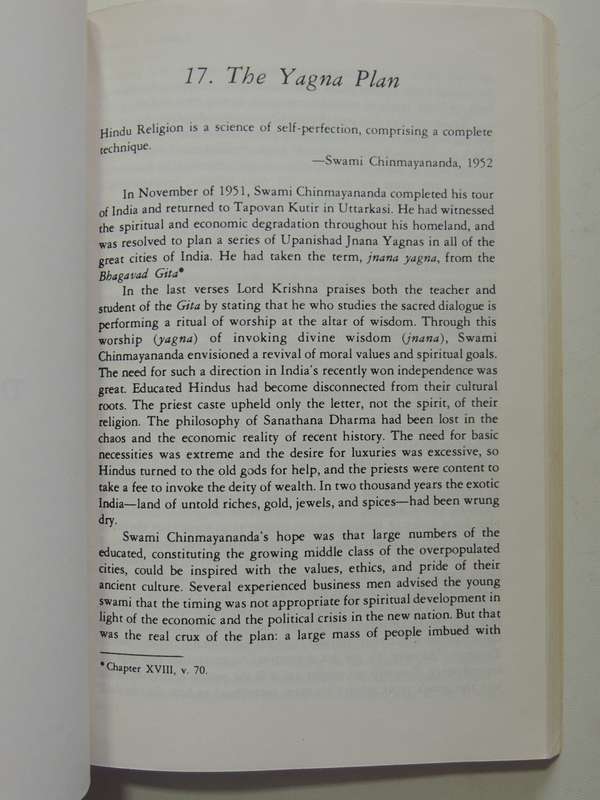 17. The Yagna Plan
Hindu Religion is a science of self-perfection, comprising a complete
technique.
—Swami Chinmayananda, 1952
In November of 1951, Swami Chinmayananda completed his tour
of India and returned to Tapovan Kutir in Uttarkasi. He had witnessed
the spiritual and economic degradation throughout his homeland, and
was resolved to plan a series of Upanishad Jnana Yagnas in all of the
great cities of India. He had taken the term, jnana yagna, from the
Bhagavad Gita*
In the last verses Lord Krishna praises both the teacher and
student of the Gita by stating that he who studies the sacred dialogue is
performing a ritual of worship at the altar of wisdom. Through this
worship (yagna) of invoking divine wisdom (jnana), Swami
Chinmayananda envisioned a revival of moral values and spiritual goals.
The need for such a direction in India's recently won independence was
great. Educated Hindus had become disconnected from their cultural
roots. The priest caste upheld only the letter, not the spirit, of their
religion. The philosophy of Sanathana Dharma had been lost in the
chaos and the economic reality of recent history. The need for basic
necessities was extreme and the desire for luxuries was excessive, so
Hindus turned to the old gods for help, and the priests were content to
take a fee to invoke the deity of wealth. In two thousand years the exotic
India—land of untold riches, gold, jewels, and spices—had been wrung
dry.
Swami Chinmayananda's hope was that large numbers of the
educated, constituting the growing middle class of the overpopulated
cities, could be inspired with the values, ethics, and pride of their
ancient culture. Several experienced business men advised the young
swami that the timing was not appropriate for spiritual development in
light of the economic and the political crisis in the new nation. But that
was the real crux of the plan: a large mass of people imbued with
*Chapter XVIII, v. 70.